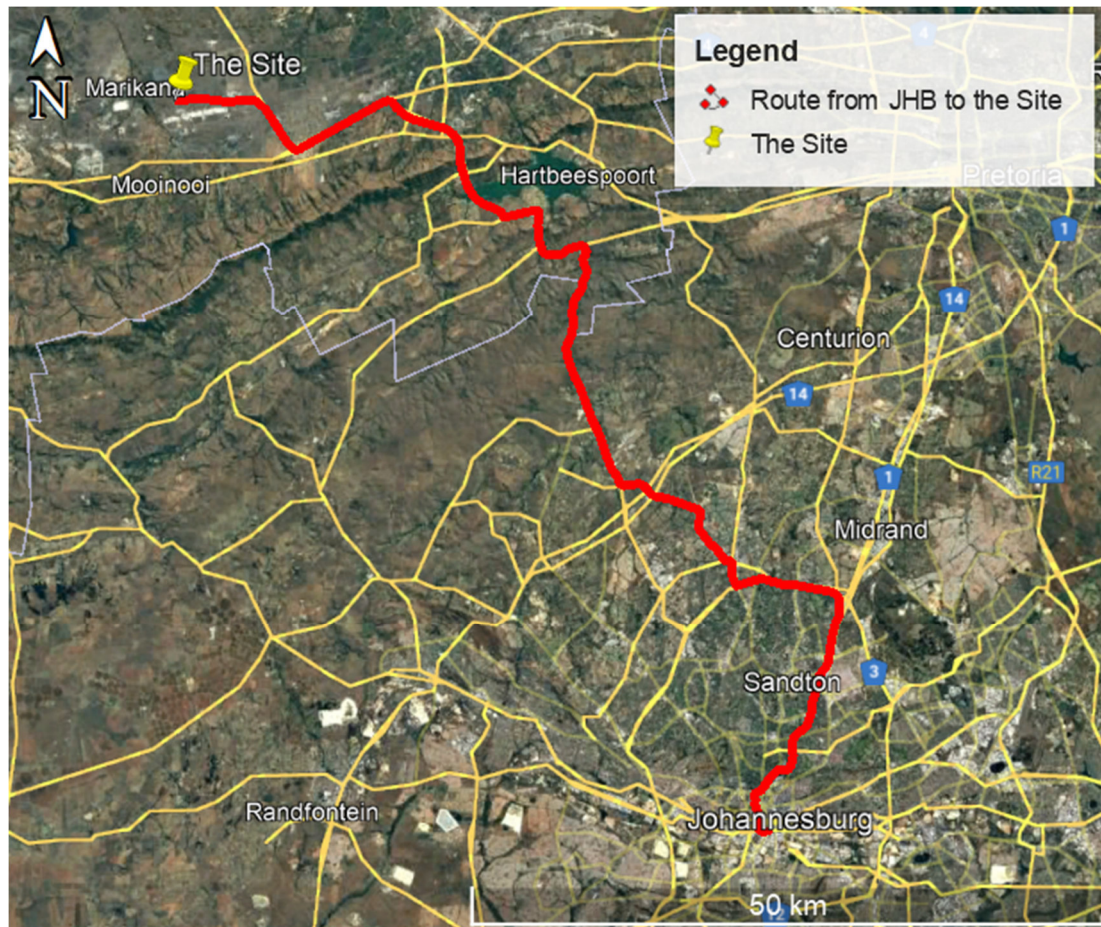 N
The Site
Marikana
Mooinooi
Hartbeespoort
Legend
Route from JHB to the Site
The Site
4
Pretoria
1
14
Centurion
14
R21
1
Midrand
3
Sandton
Randfontein
Johannesburg
50 km
12